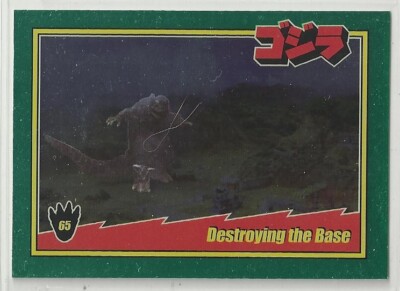 ゴジラ
65
Destroying the Base